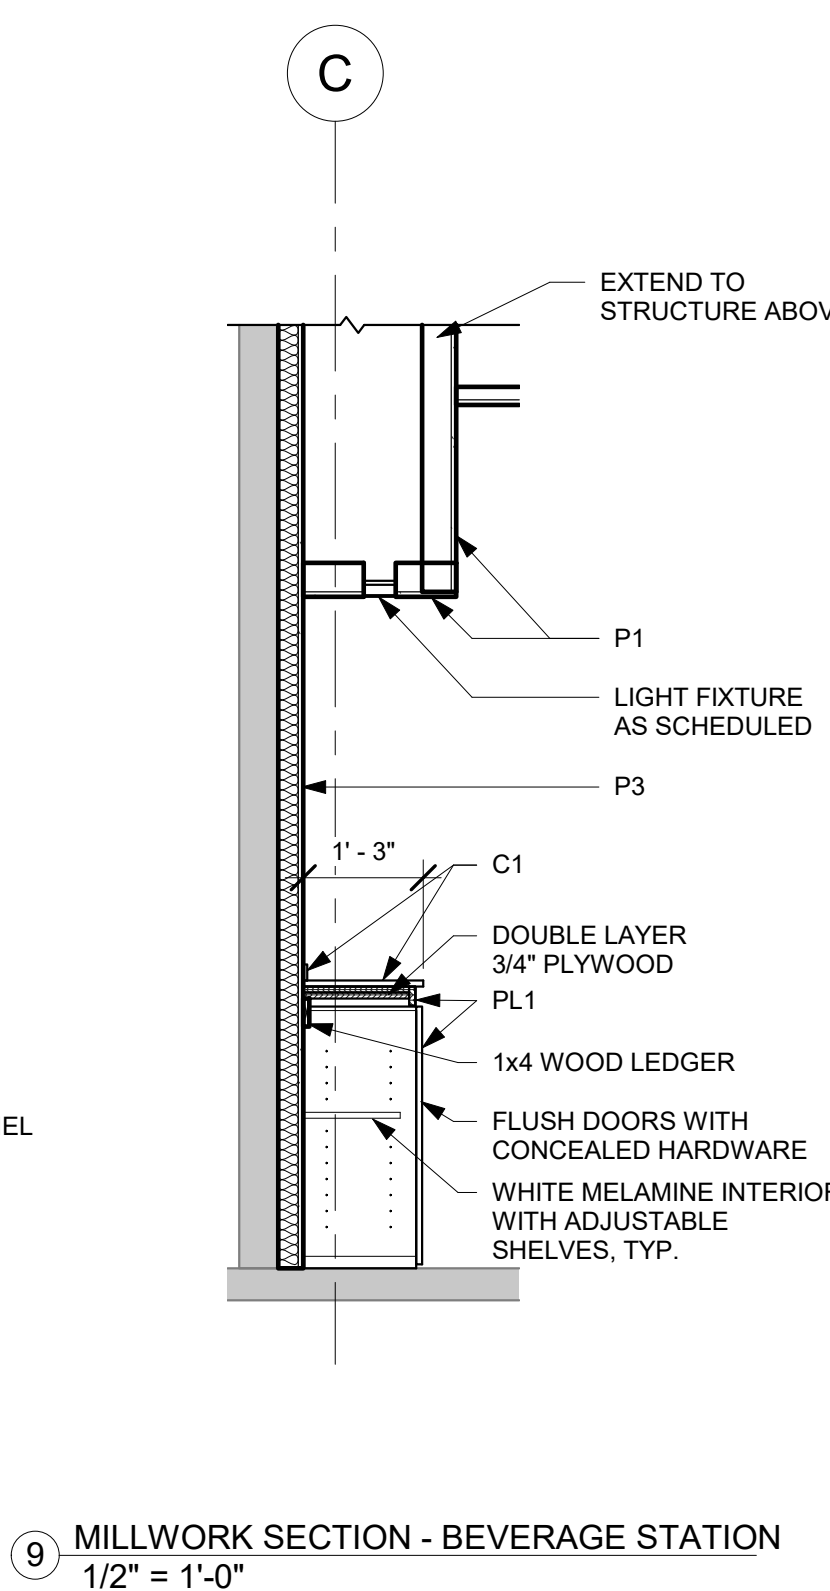 C
EXTEND TO
STRUCTURE ABOV
P1
LIGHT FIXTURE
AS SCHEDULED
P3
1' - 3"
C1
DOUBLE LAYER
3/4" PLYWOOD
PL1
1x4 WOOD LEDGER
EL
FLUSH DOORS WITH
CONCEALED HARDWARE
WHITE MELAMINE INTERIOR
WITH ADJUSTABLE
SHELVES, TYP.
9 MILLWORK SECTION - BEVERAGE STATION
1/2" = 1'-0"